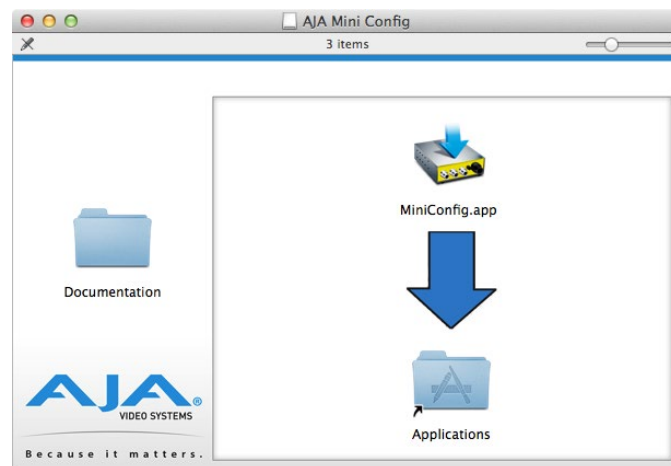 AJA Mini Config
3 items
MiniConfig.app
Documentation
AJA®
VIDEO SYSTEMS
Because it matters.
Applications